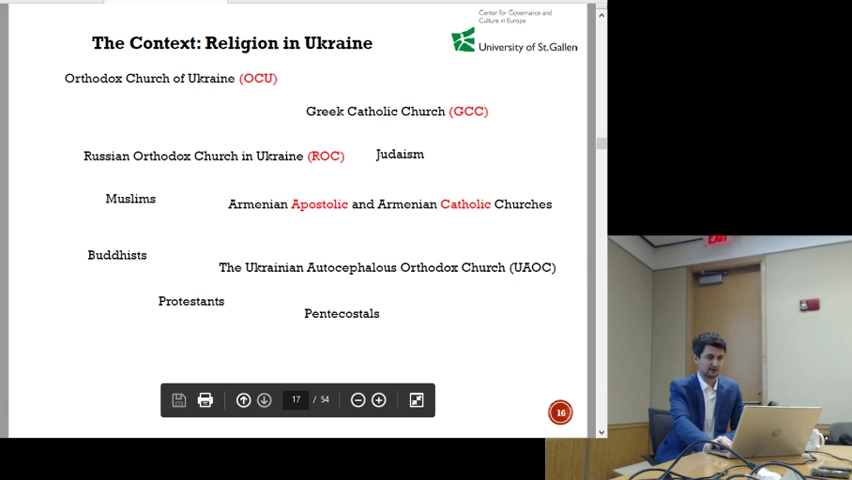 Center for Governance and
Culture in Europe
University of St.Gallen
The Context: Religion in Ukraine
Orthodox Church of Ukraine (OCU)
Greek Catholic Church (GCC)
Russian Orthodox Church in Ukraine (ROC)
Judaism
Muslims
Armenian Apostolic and Armenian Catholic Churches
Buddhists
The Ukrainian Autocephalous Orthodox Church (UAOC)
Protestants
Pentecostals
17 / 54
16
EXIT